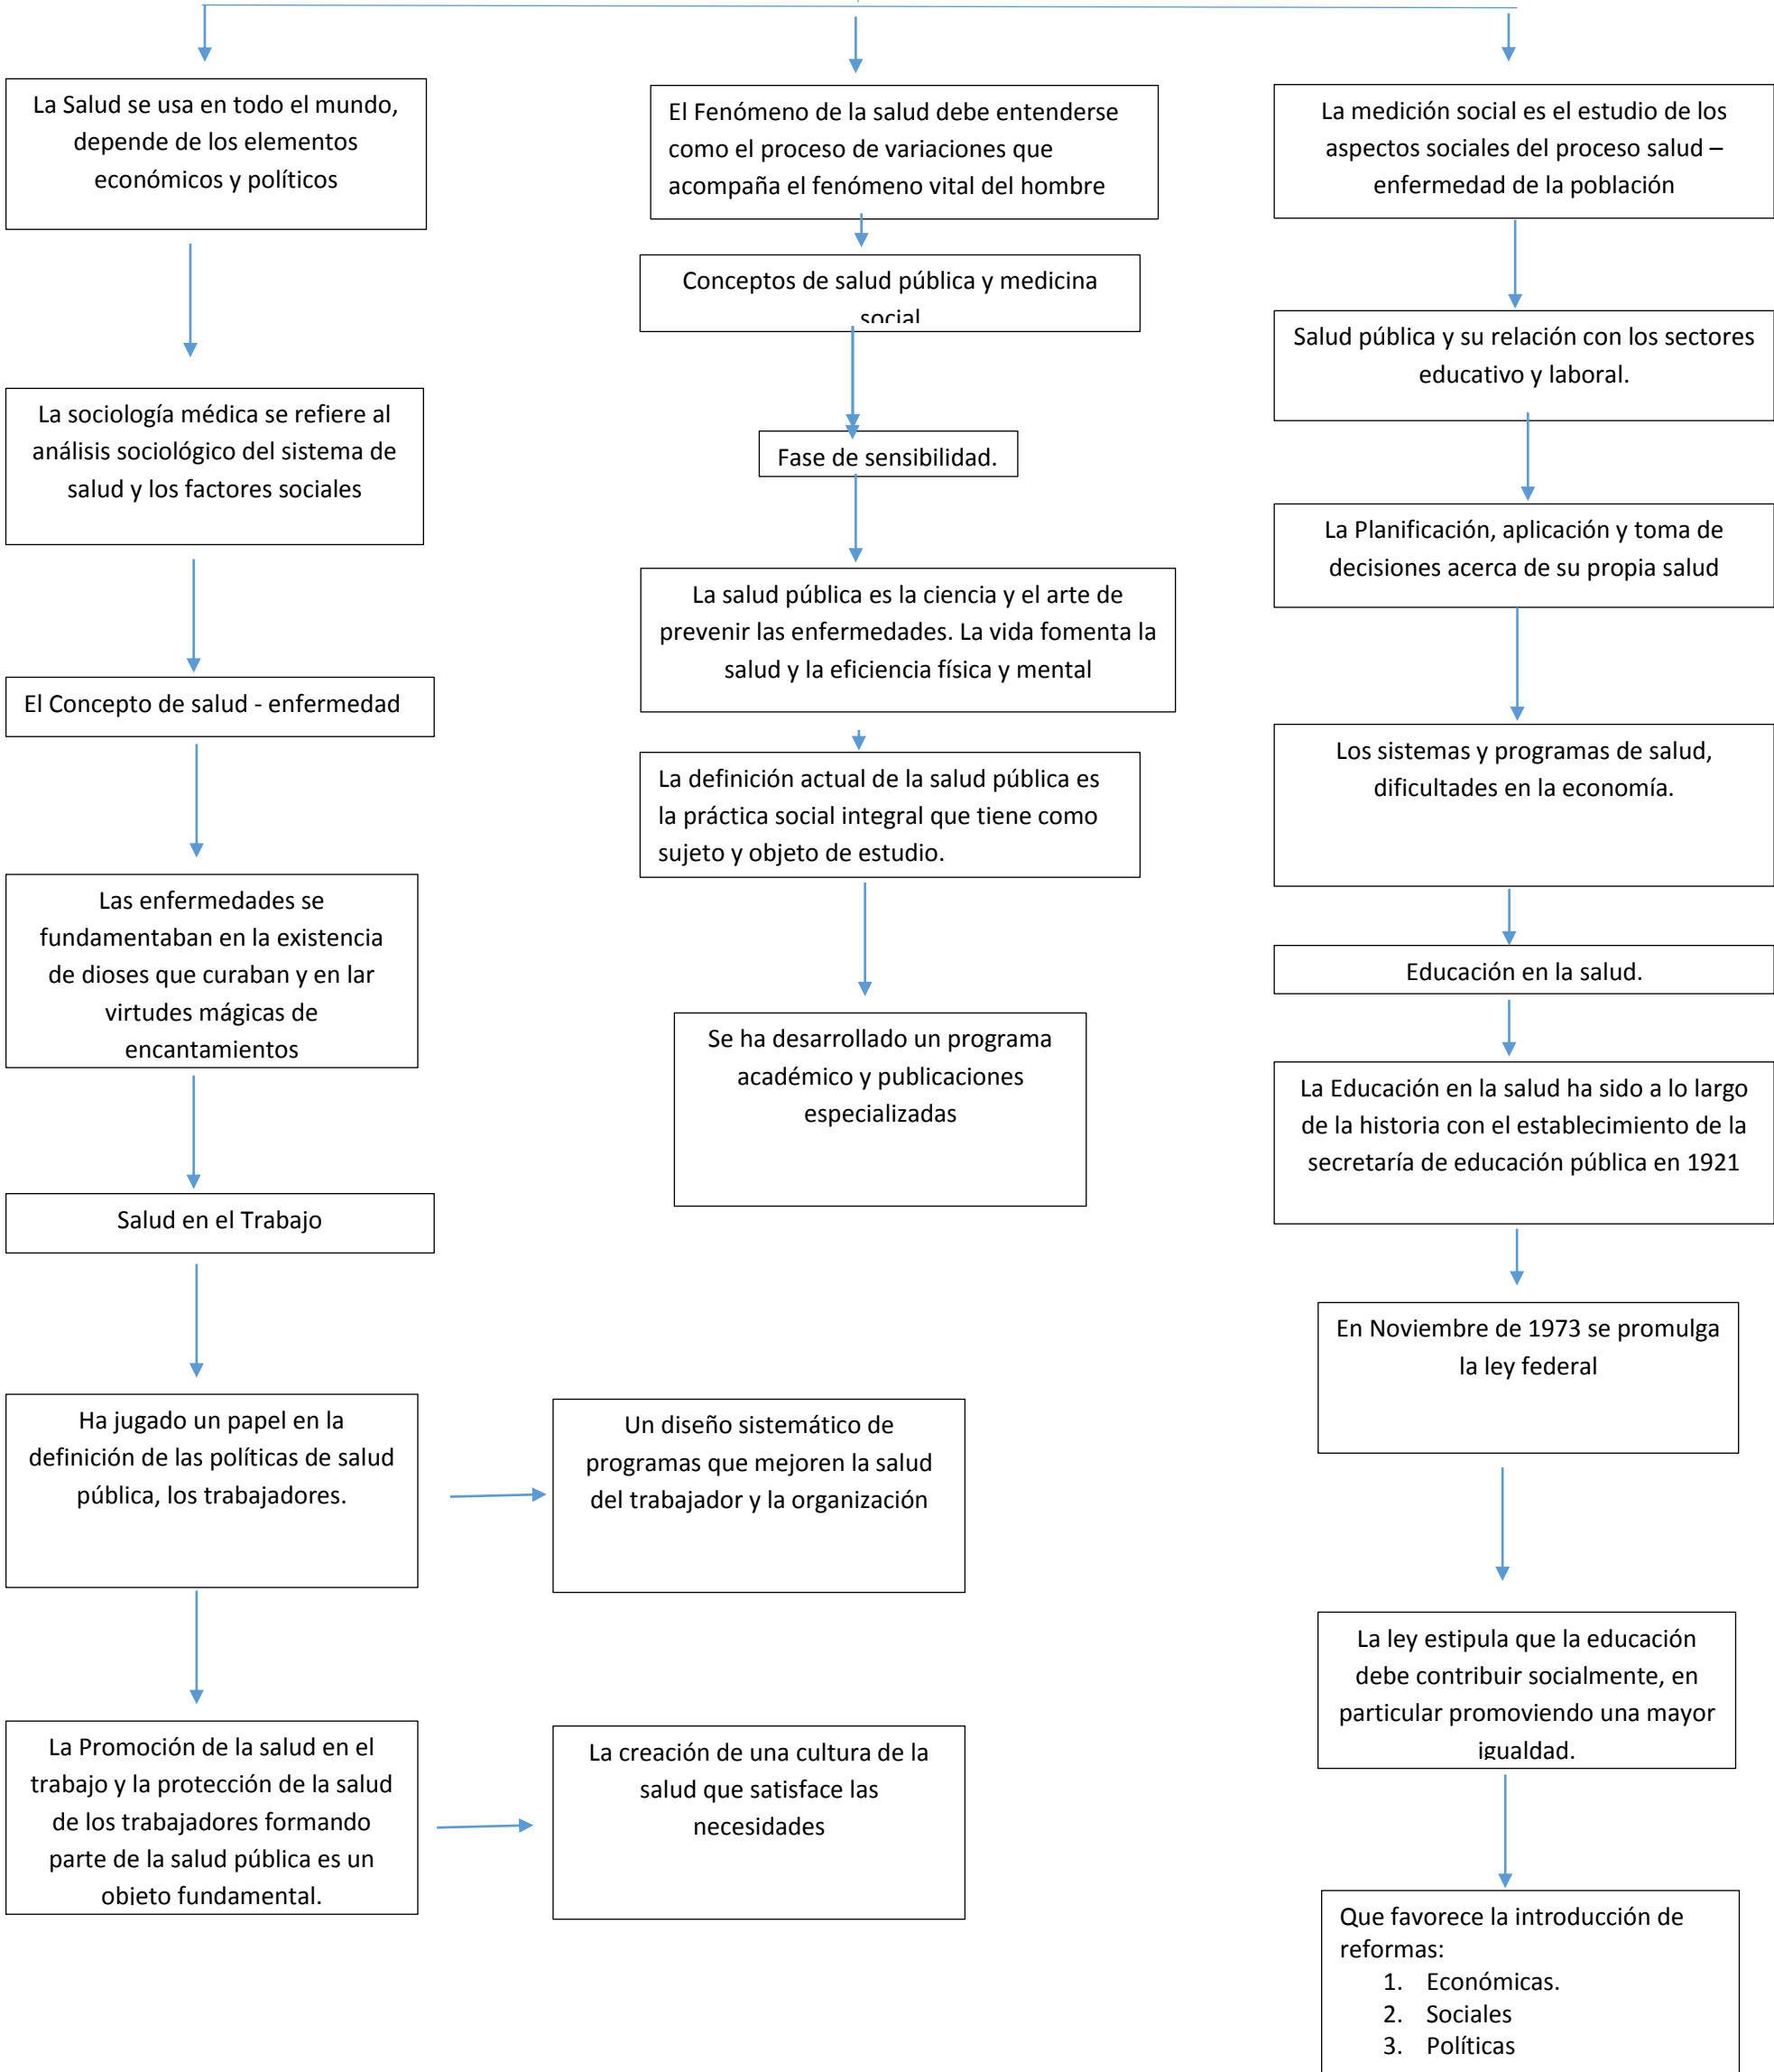 La Salud se usa en todo el mundo,
depende de los elementos
económicos y políticos
La sociología médica se refiere al
análisis sociológico del sistema de
salud y los factores sociales
El Concepto de salud - enfermedad
Las enfermedades se
fundamentaban en la existencia
de dioses que curaban y en lar
virtudes mágicas de
encantamientos
Salud en el Trabajo
Ha jugado un papel en la
definición de las políticas de salud
pública, los trabajadores.
Un diseño sistemático de
programas que mejoren la salud
del trabajador y la organización
La Promoción de la salud en el
trabajo y la protección de la salud
de los trabajadores formando
parte de la salud pública es un
objeto fundamental.
La creación de una cultura de la
salud que satisface las
necesidades
El Fenómeno de la salud debe entenderse
como el proceso de variaciones que
acompaña el fenómeno vital del hombre
Conceptos de salud pública y medicina
social
Fase de sensibilidad.
La salud pública es la ciencia y el arte de
prevenir las enfermedades. La vida fomenta la
salud y la eficiencia física y mental
La definición actual de la salud pública es
la práctica social integral que tiene como
sujeto y objeto de estudio.
Se ha desarrollado un programa
académico y publicaciones
especializadas
La medición social es el estudio de los
aspectos sociales del proceso salud –
enfermedad de la población
Salud pública y su relación con los sectores
educativo y laboral.
La Planificación, aplicación y toma de
decisiones acerca de su propia salud
Los sistemas y programas de salud,
dificultades en la economía.
Educación en la salud.
La Educación en la salud ha sido a lo largo
de la historia con el establecimiento de la
secretaría de educación pública en 1921
En Noviembre de 1973 se promulga
la ley federal
La ley estipula que la educación
debe contribuir socialmente, en
particular promoviendo una mayor
igualdad.
Que favorece la introducción de
reformas:
1. Económicas.
2. Sociales
3. Políticas